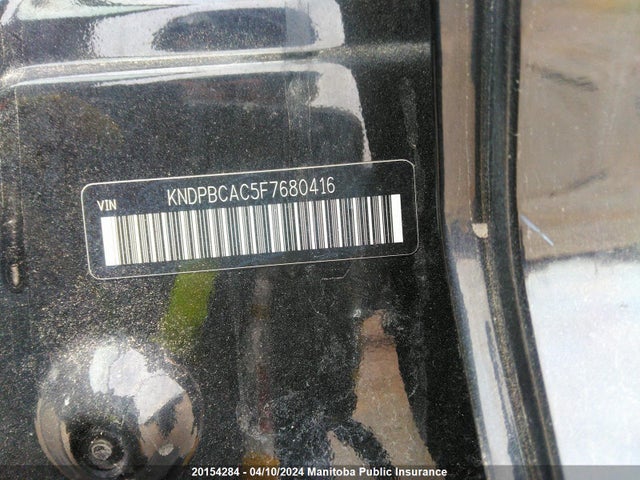 VIN KNDPBCAC5F7680416
20154284 - 04/10/2024 Manitoba Public Insurance